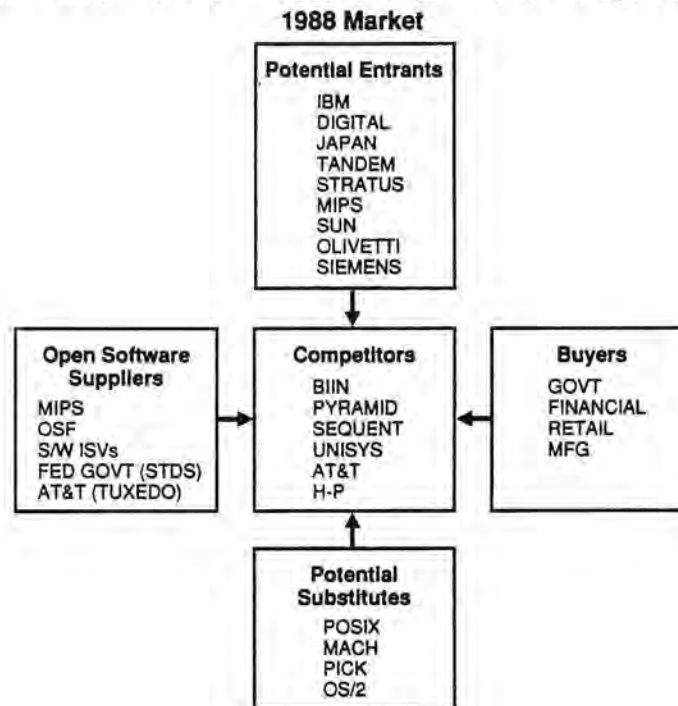 1988 Market
Potential Entrants
IBM
DIGITAL
JAPAN
TANDEM
STRATUS
MIPS
SUN
OLIVETTI
SIEMENS
Open Software
Suppliers
MIPS
OSF
S/W ISVs
FED GOVT (STDS)
AT&T (TUXEDO)
Competitors
BIIN
PYRAMID
SEQUENT
UNISYS
AT&T
H-P
Buyers
GOVT
FINANCIAL
RETAIL
MFG
Potential
Substitutes
POSIX
MACH
PICK
OS/2